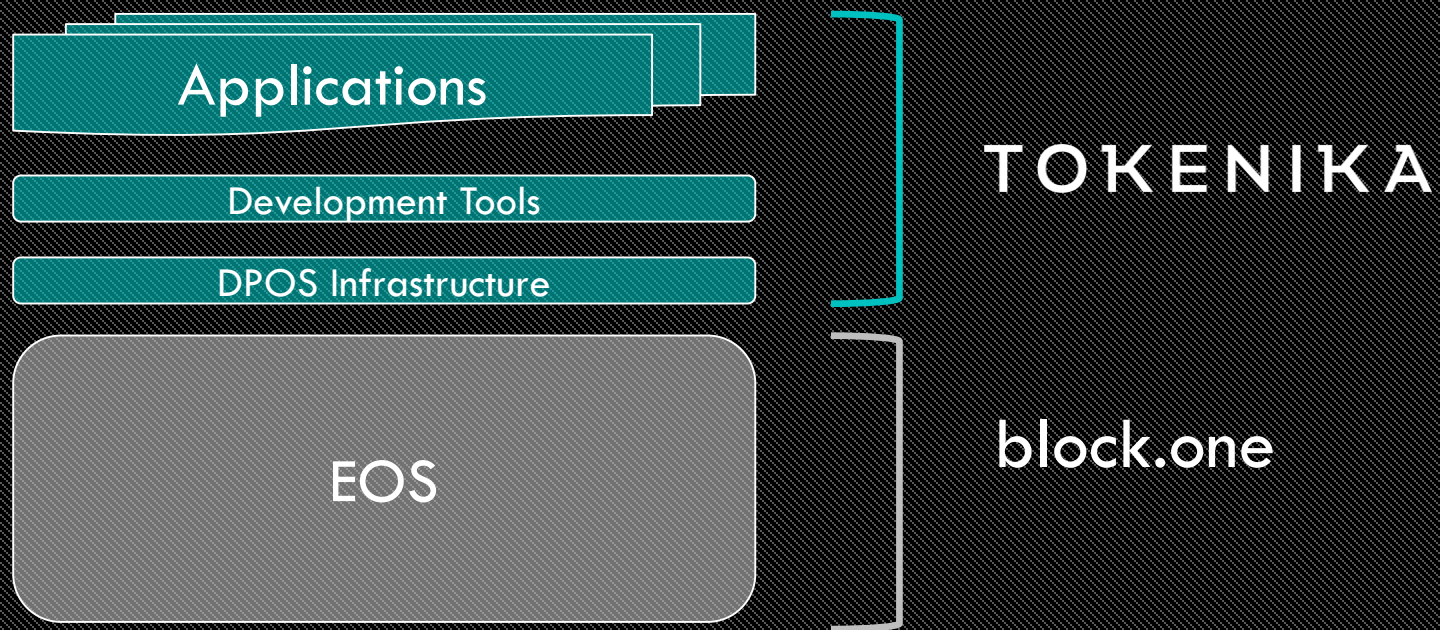 Applications
Development Tools
DPOS Infrastructure
EOS
TOKENIKA
block.one